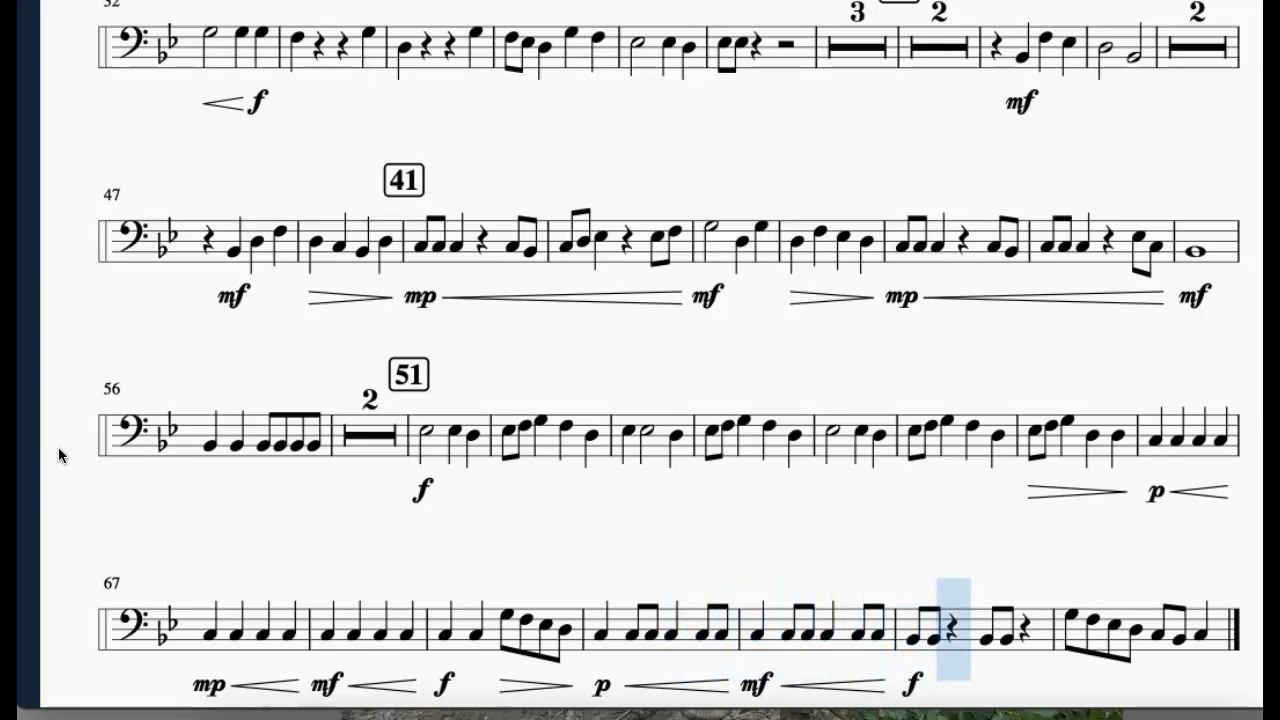 32
3 2 2
f mf
41
47
mf mp mf mp mf
51
56 2
f p
67
mp mf f p mf f